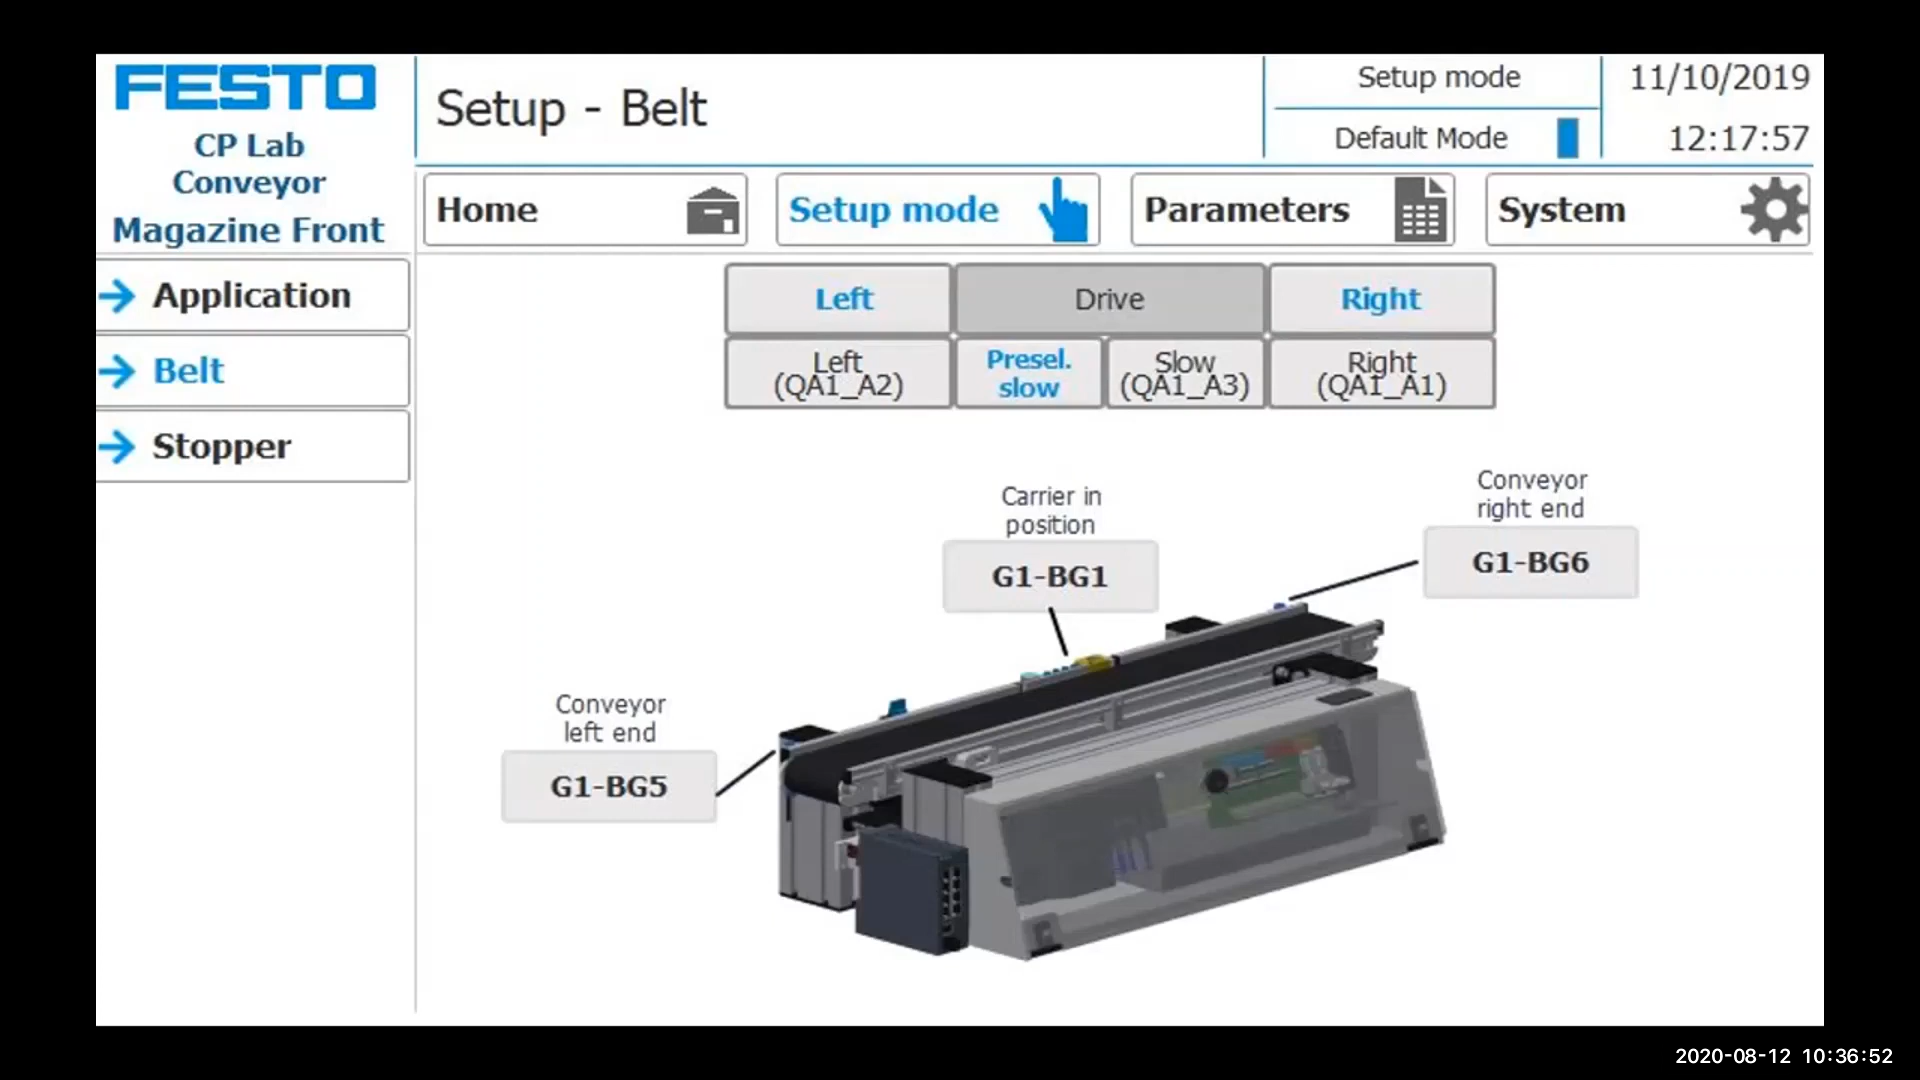 FESTO
CP Lab
Conveyor
Magazine Front
Setup - Belt
Setup mode
Default Mode
11/10/2019
12:17:57
Home
Setup mode
Parameters
System
Application
Belt
Stopper
Left
Drive
Right
Left
(QA1_A2)
Presel.
slow
Slow
(QA1_A3)
Right
(QA1_A1)
Carrier in
position
G1-BG1
Conveyor
right end
G1-BG6
Conveyor
left end
G1-BG5
2020-08-12 10:36:52